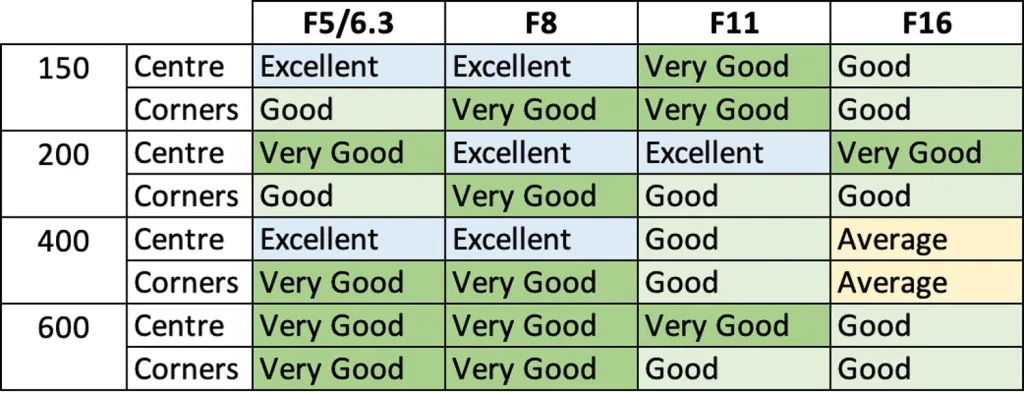 F5/6.3 F8 F11 F16
150 Centre Excellent Excellent Very Good Good
Corners Good Very Good Very Good Good
200 Centre Very Good Excellent Excellent Very Good
Corners Good Very Good Good Good
400 Centre Excellent Excellent Good Average
Corners Very Good Very Good Good Average
600 Centre Very Good Very Good Very Good Good
Corners Very Good Very Good Good Good